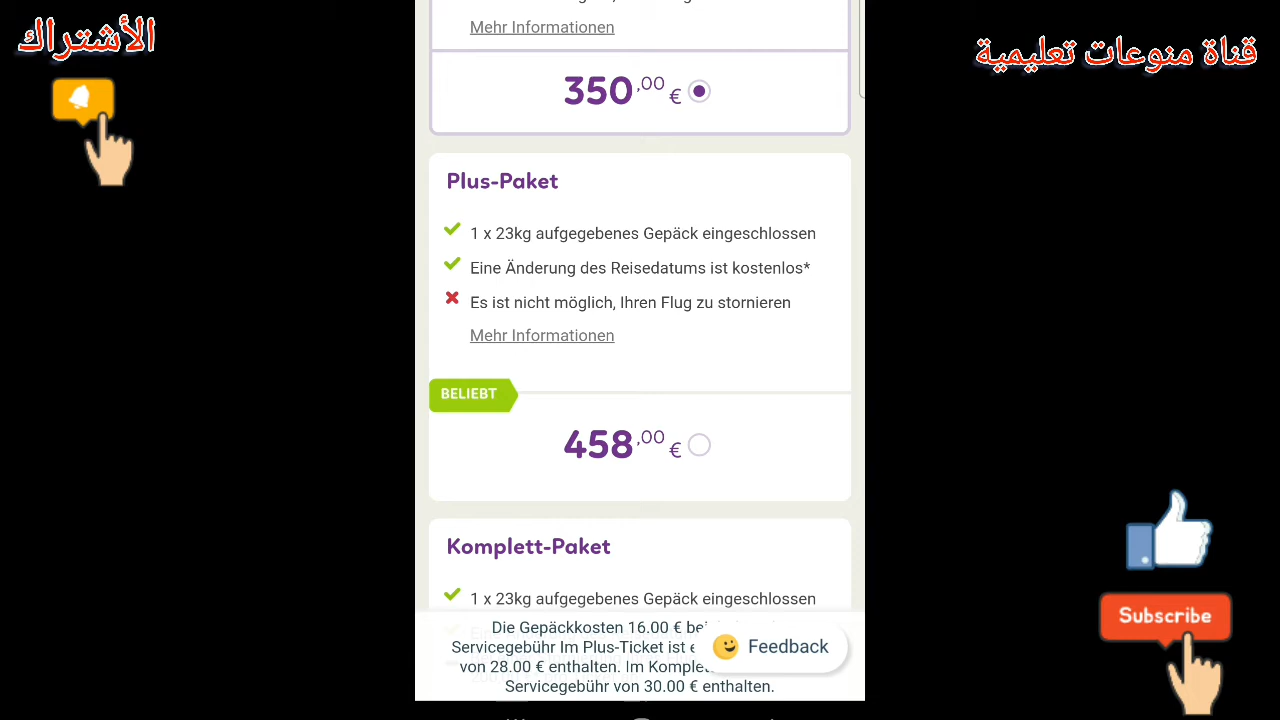 الأشتراك
قناة منوعات تعليمية
Mehr Informationen
350,00 €
Plus-Paket
1 x 23kg aufgegebenes Gepäck eingeschlossen
Eine Änderung des Reisedatums ist kostenlos*
Es ist nicht möglich, Ihren Flug zu stornieren
Mehr Informationen
BELIEBT
458,00 €
Komplett-Paket
1 x 23kg aufgegebenes Gepäck eingeschlossen
Die Gepäckkosten 16.00 €
Servicegebühr Im Plus-Ticket ist
von 28.00 € enthalten. Im
Servicegebühr von 30.00 € enthalten.
Feedback
Subscribe